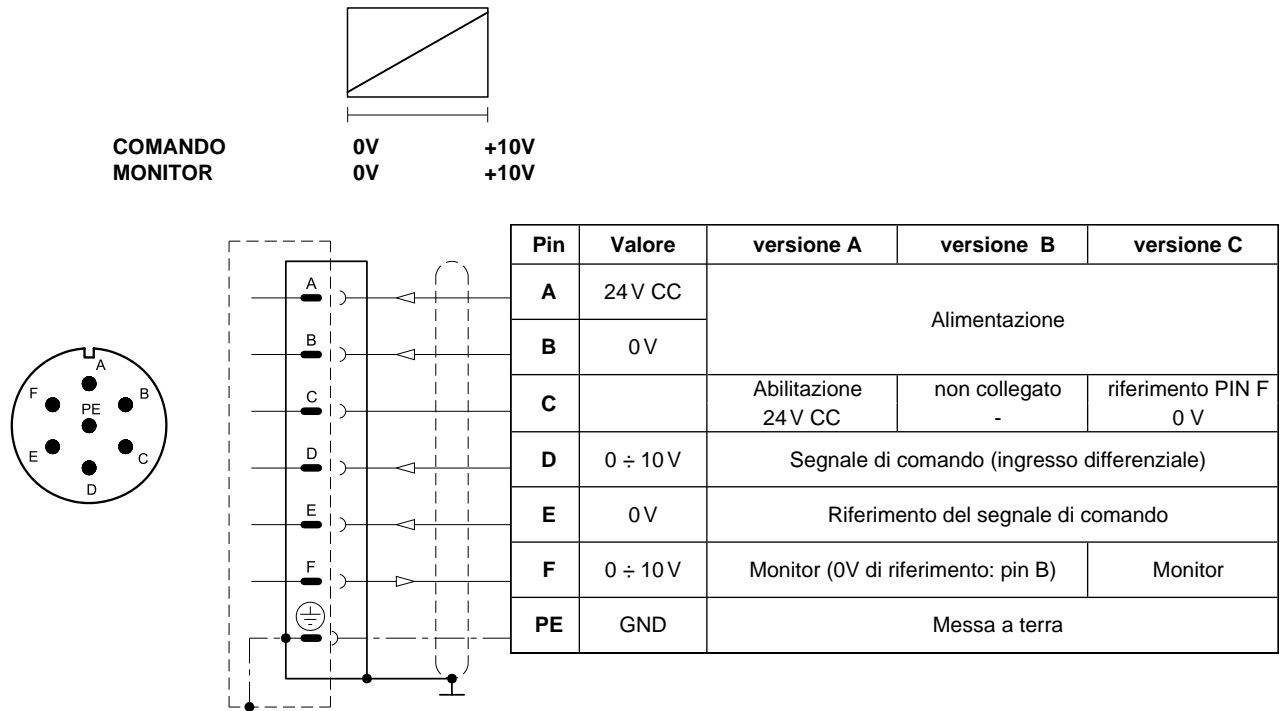 COMANDO 0V +10V
MONITOR 0V +10V
Pin Valore versione A versione B versione C
A 24 V CC Alimentazione
B 0 V
C Abilitazione 24 V CC non collegato - riferimento PIN F 0 V
D 0 ÷ 10 V Segnale di comando (ingresso differenziale)
E 0 V Riferimento del segnale di comando
F 0 ÷ 10 V Monitor (0V di riferimento: pin B) Monitor
PE GND Messa a terra
A
B
C
D
E
F
A
F
B
PE
E
C
D